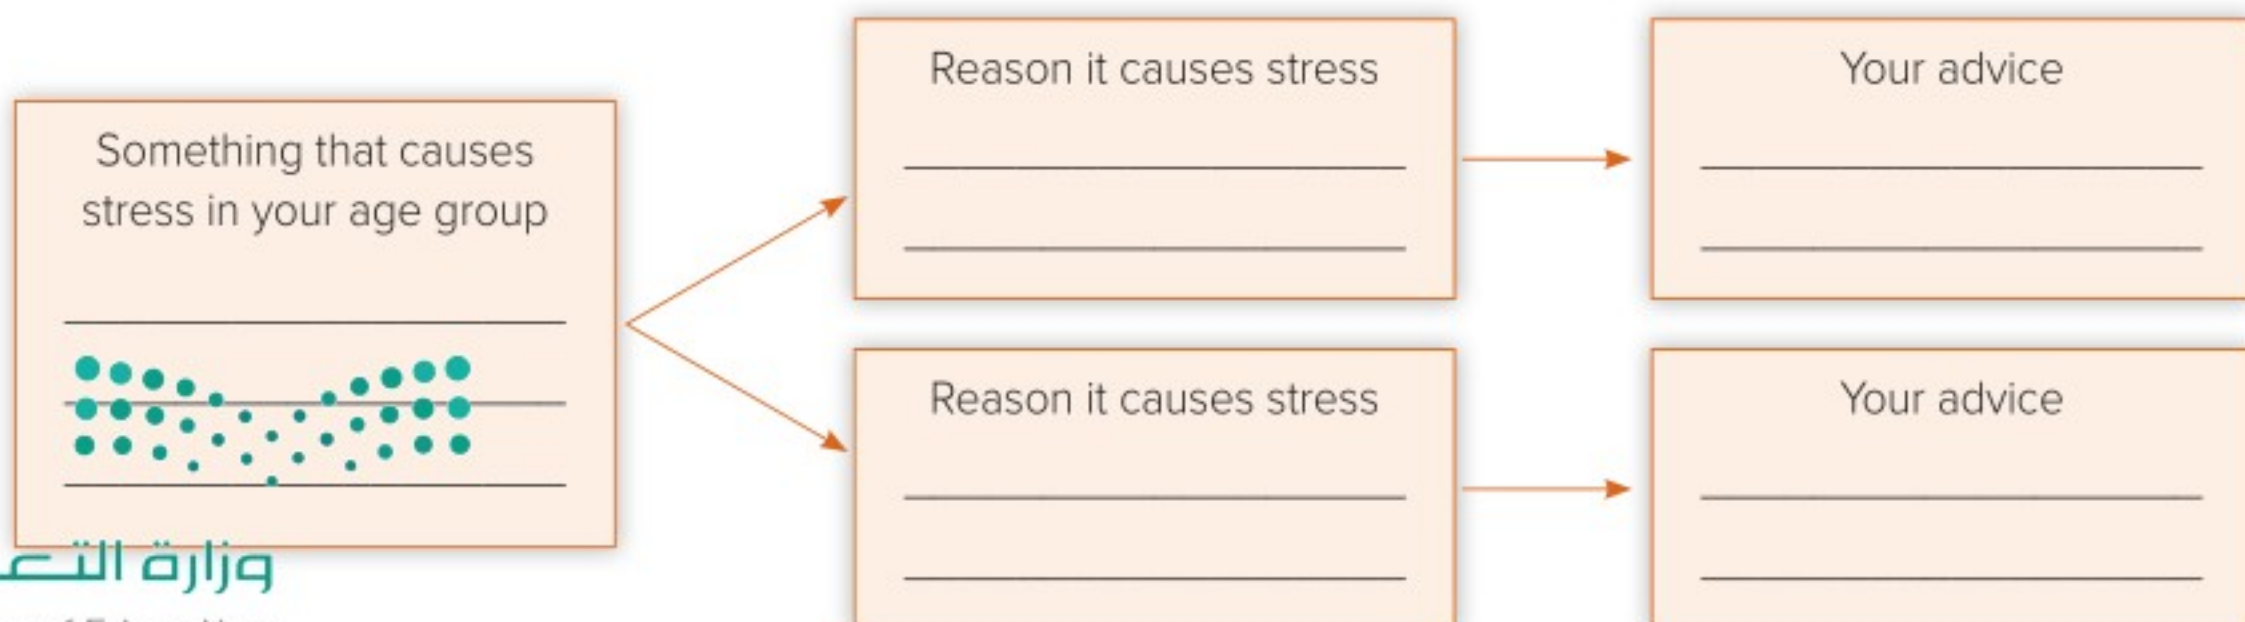 Something that causes
stress in your age group
Reason it causes stress
Your advice
Reason it causes stress
Your advice
وزارة